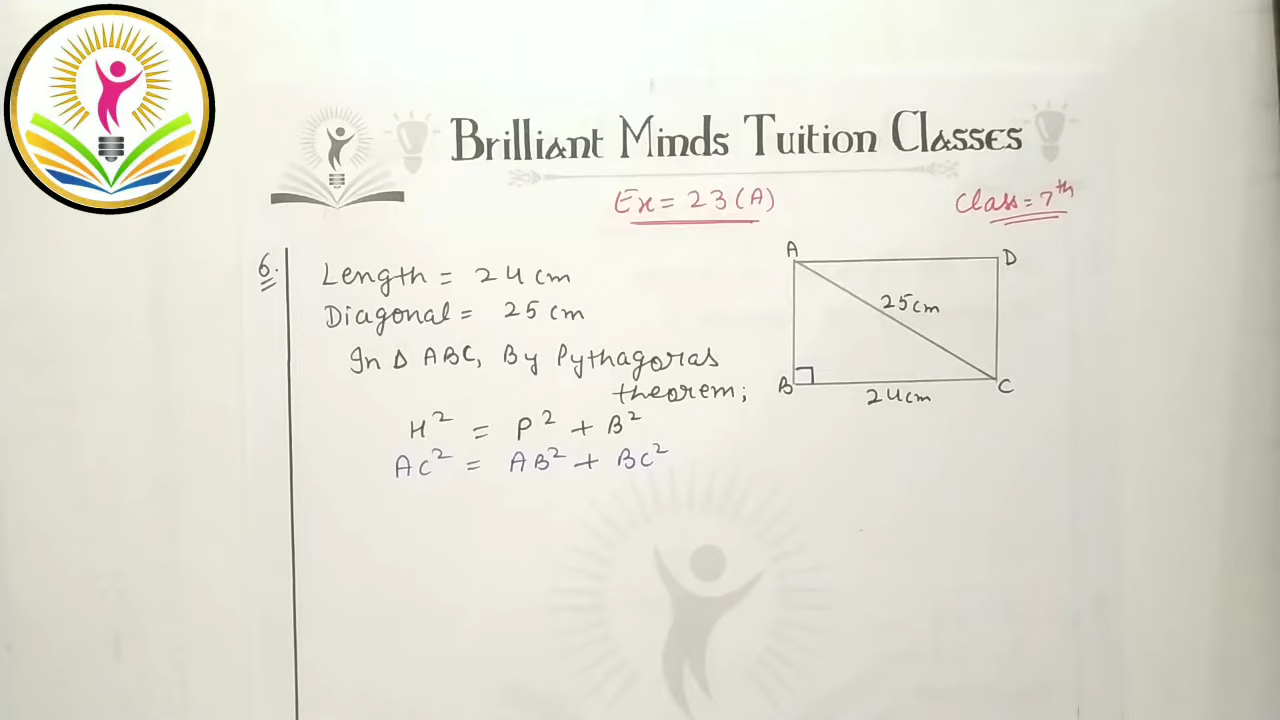 Brilliant Minds Tuition Classes
Ex = 23 (A)
Class = 7th
6.
Length = 24 cm
Diagonal = 25 cm
In Δ ABC, By Pythagoras
theorem;
H² = P² + B²
AC² = AB² + BC²
A
D
25cm
B
24cm
C